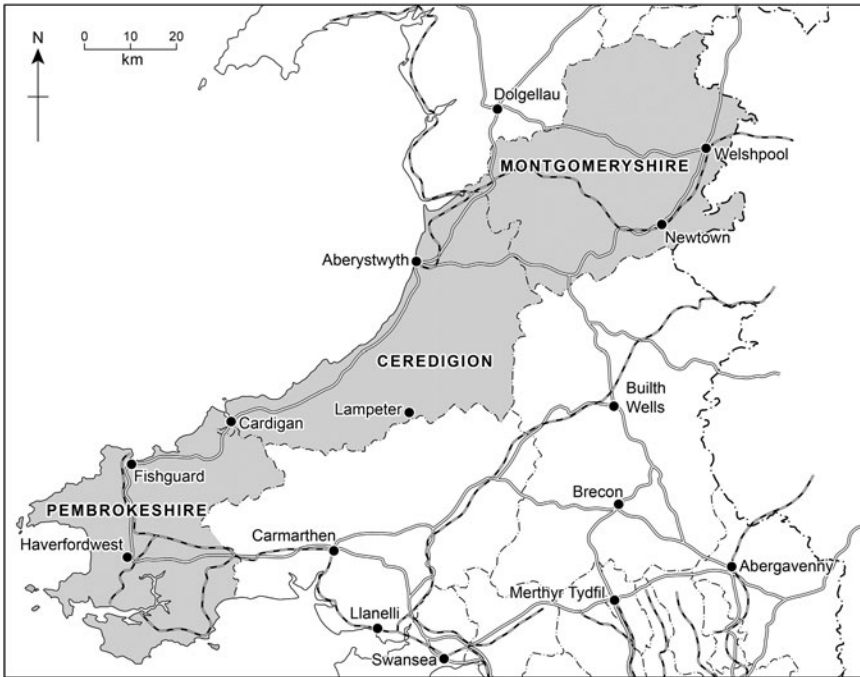 N
0 10 20
km
Dolgellau
Welshpool
MONTGOMERYSHIRE
Newtown
Aberystwyth
CEREDIGION
Lampeter
Builth
Wells
Cardigan
Fishguard
PEMBROKESHIRE
Brecon
Haverfordwest
Carmarthen
Abergavenny
Merthyr Tydfil
Llanelli
Swansea